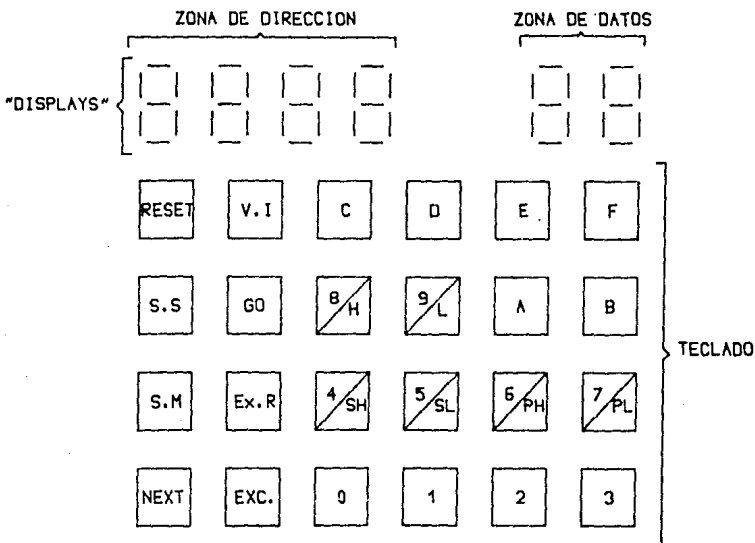 ZONA DE DIRECCION ZONA DE DATOS
"DISPLAYS"
RESET V.I C D E F
S.S GO 8/H 9/L A B
TECLADO
S.M Ex.R 4/SH 5/SL 6/PH 7/PL
NEXT EXC. 0 1 2 3